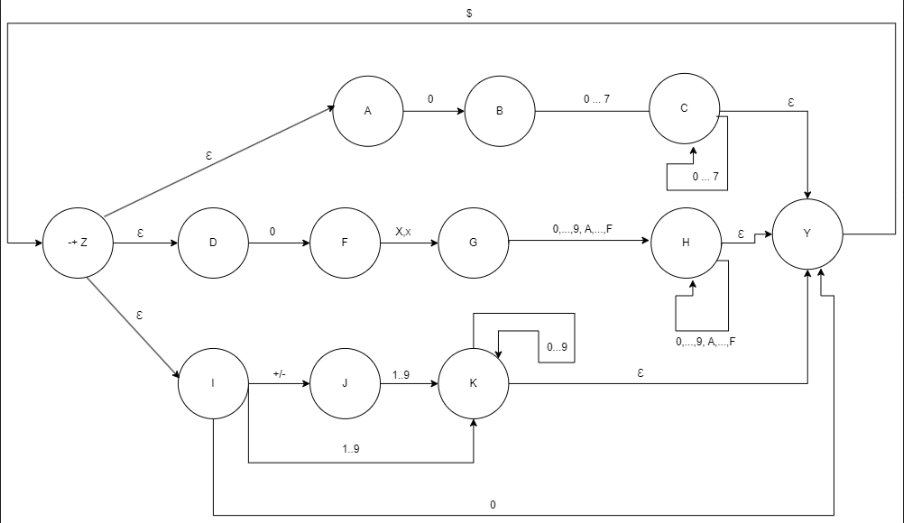 $
A
0
B
0 ... 7
C
Ɛ
0 ... 7
Ɛ
-+ Z
Ɛ
D
0
F
X,x
G
0,...,9, A,...,F
H
Ɛ
Y
0,...,9, A,...,F
Ɛ
I
+/-
J
1..9
K
0...9
Ɛ
1..9
0